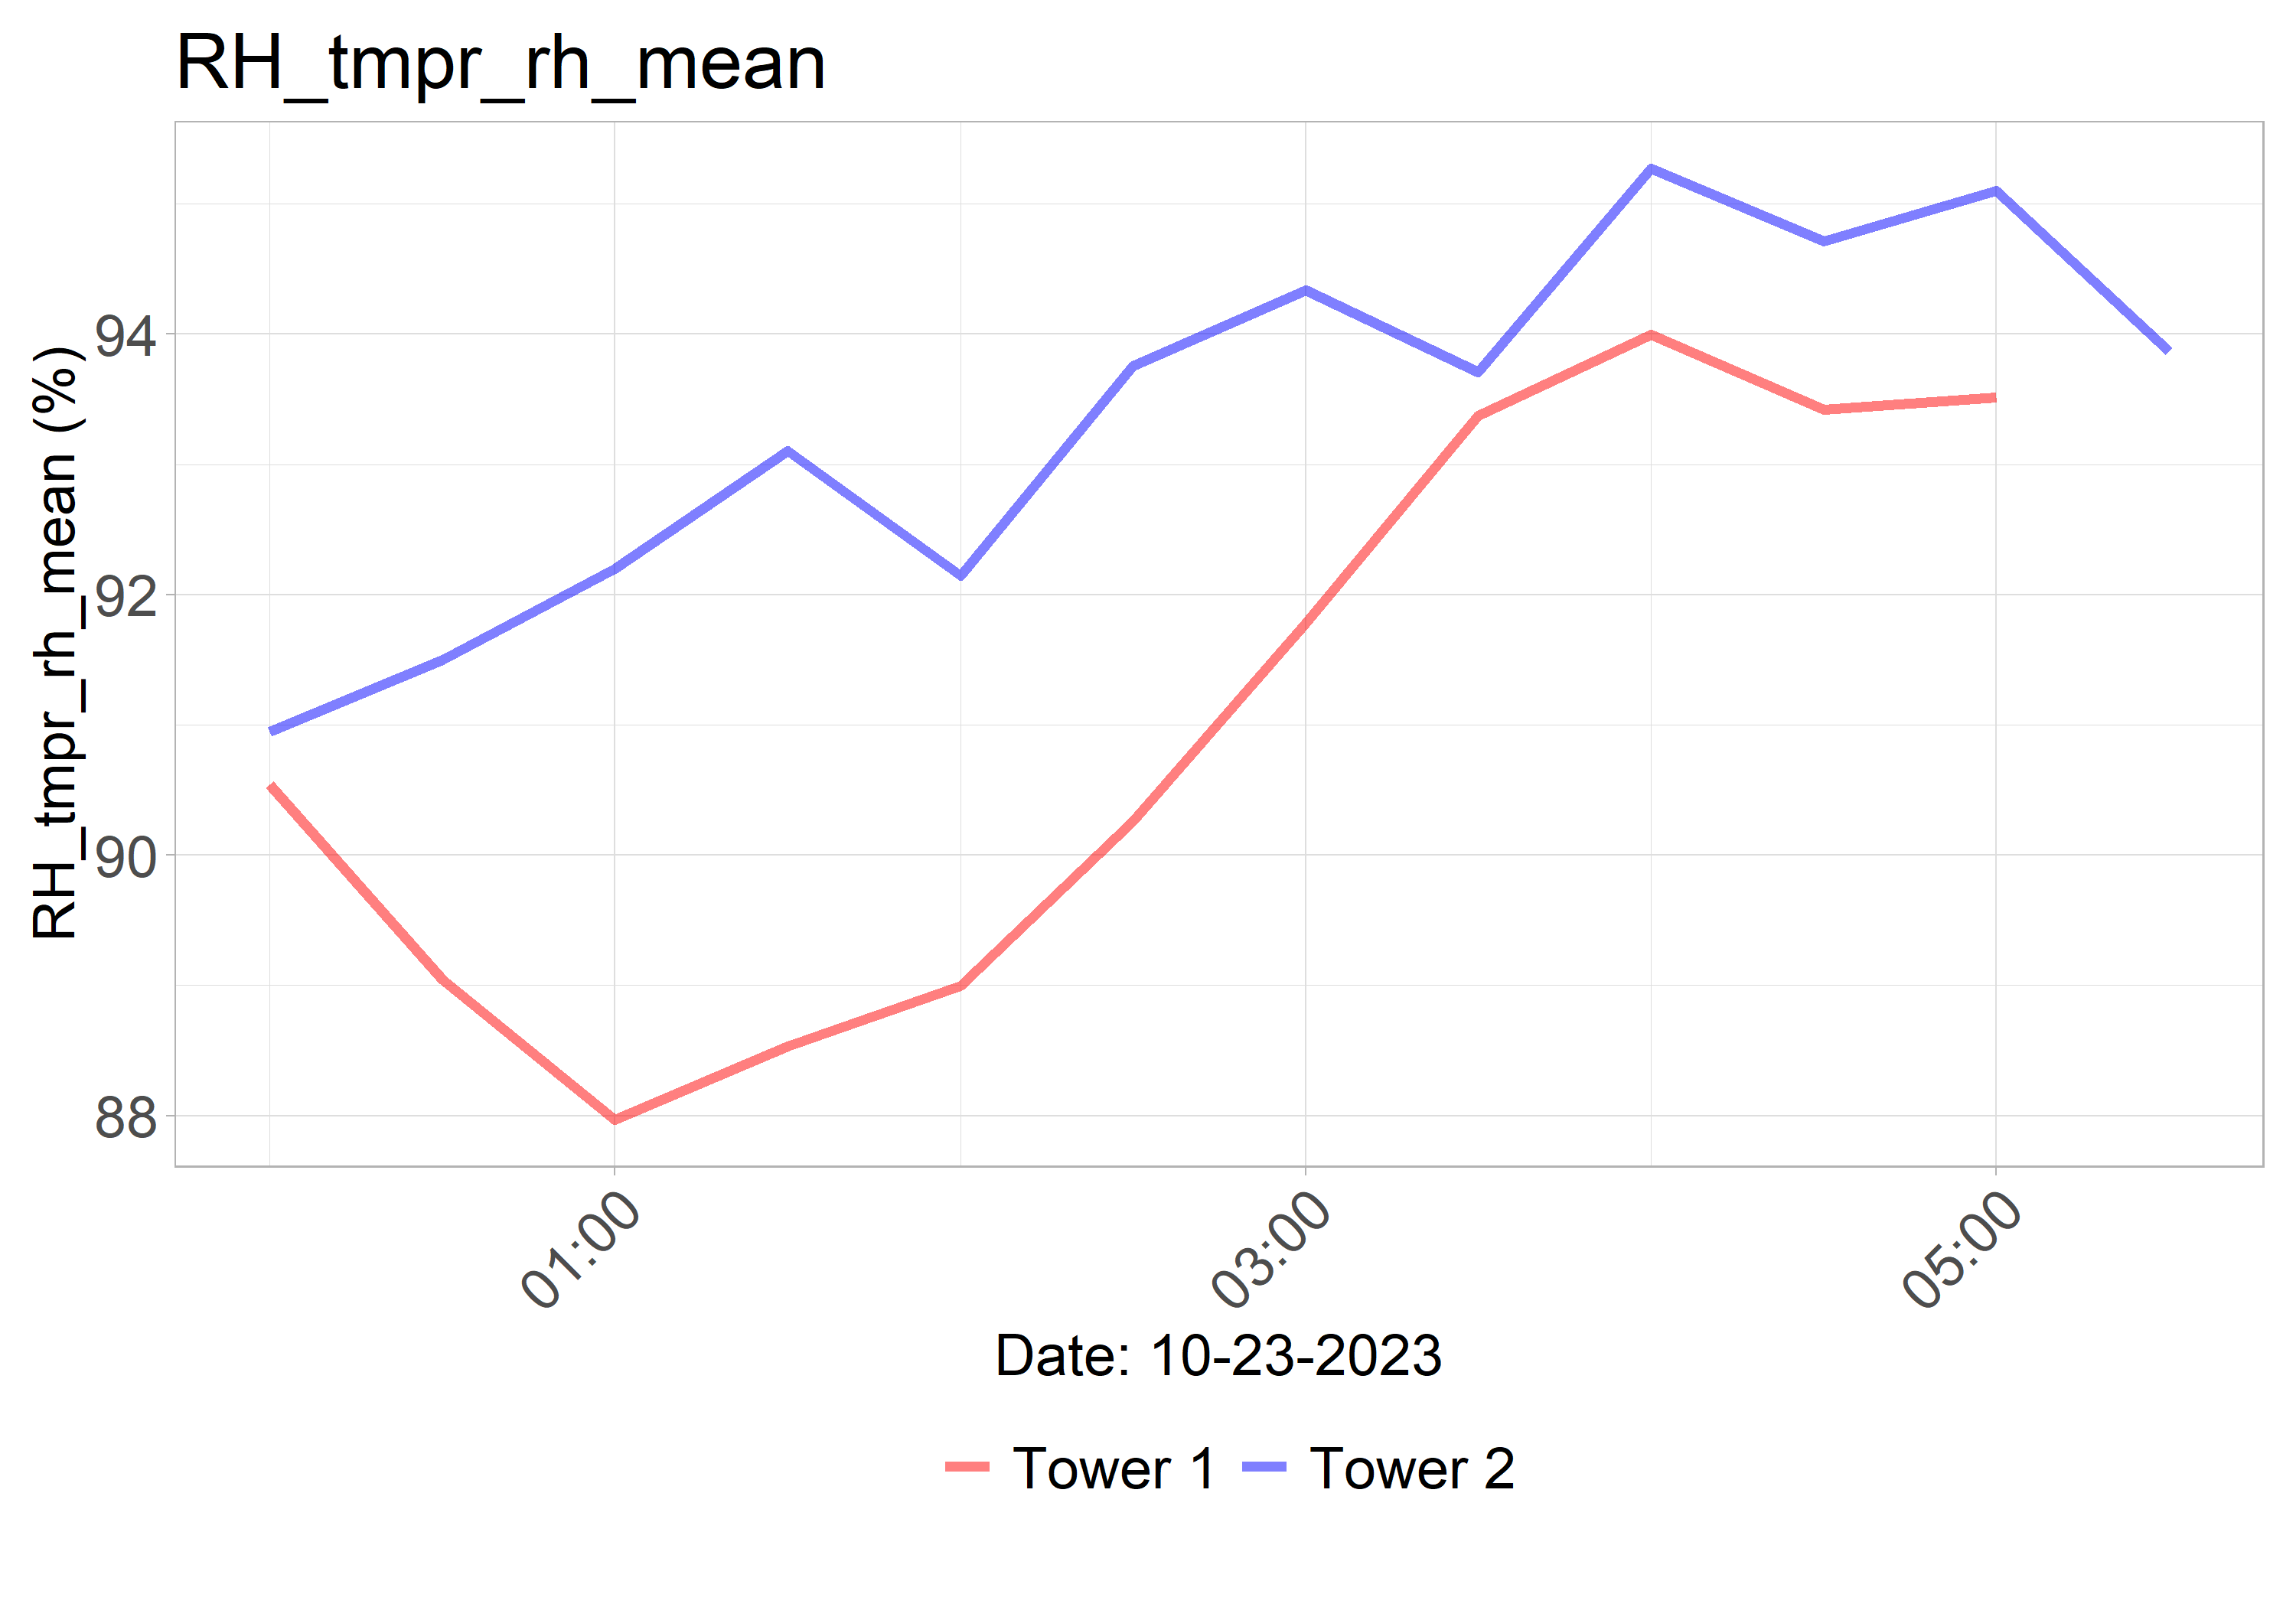 RH_tmpr_rh_mean
RH_tmpr_rh_mean (%)
94
92
90
88
01:00
03:00
05:00
Date: 10-23-2023
Tower 1
Tower 2